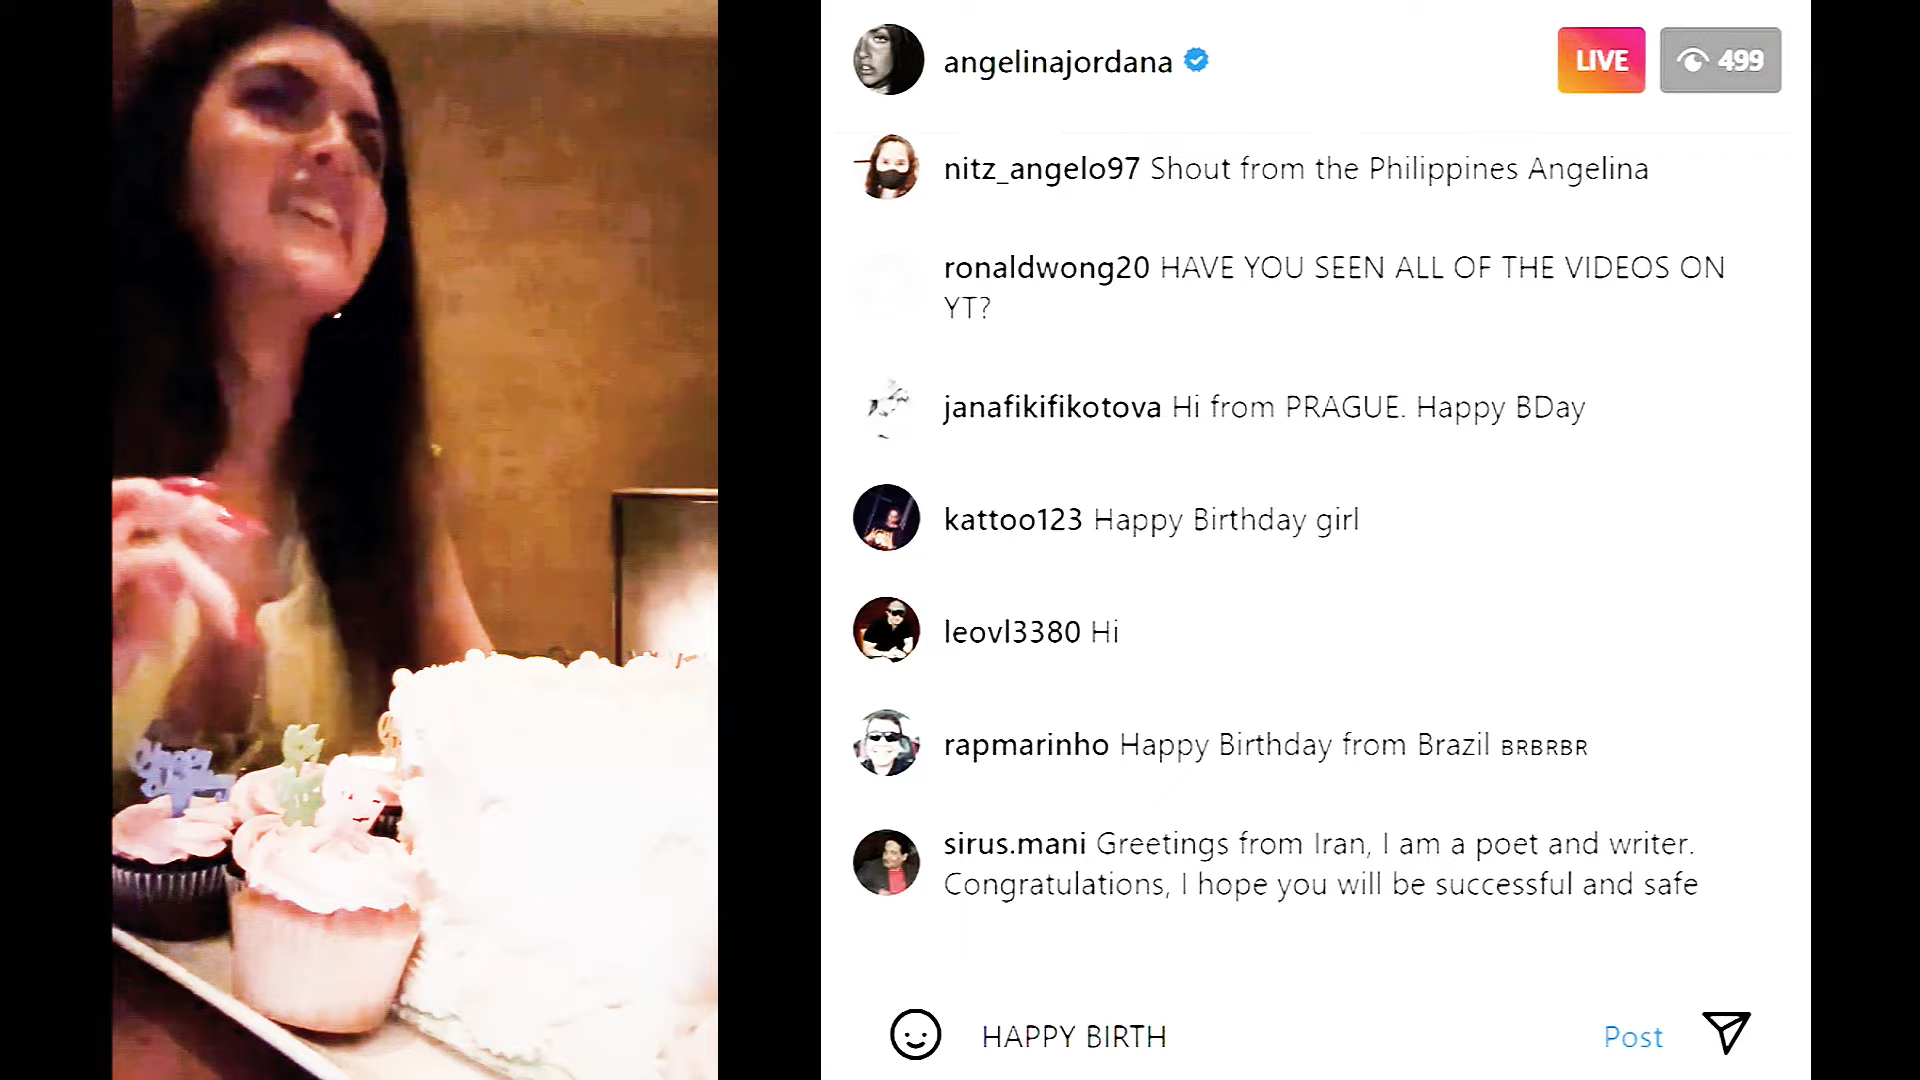 angelinajordana
LIVE
499
nitz_angelo97 Shout from the Philippines Angelina
ronaldwong20 HAVE YOU SEEN ALL OF THE VIDEOS ON
YT?
janafikifikotova Hi from PRAGUE. Happy BDay
kattoo123 Happy Birthday girl
leovl3380 Hi
rapmarinho Happy Birthday from Brazil BRBRBR
sirus.mani Greetings from Iran, I am a poet and writer.
Congratulations, I hope you will be successful and safe
HAPPY BIRTH
Post